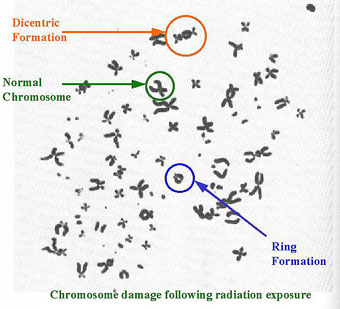 Dicentric
Formation
Normal
Chromosome
Ring
Formation
Chromosome damage following radiation exposure